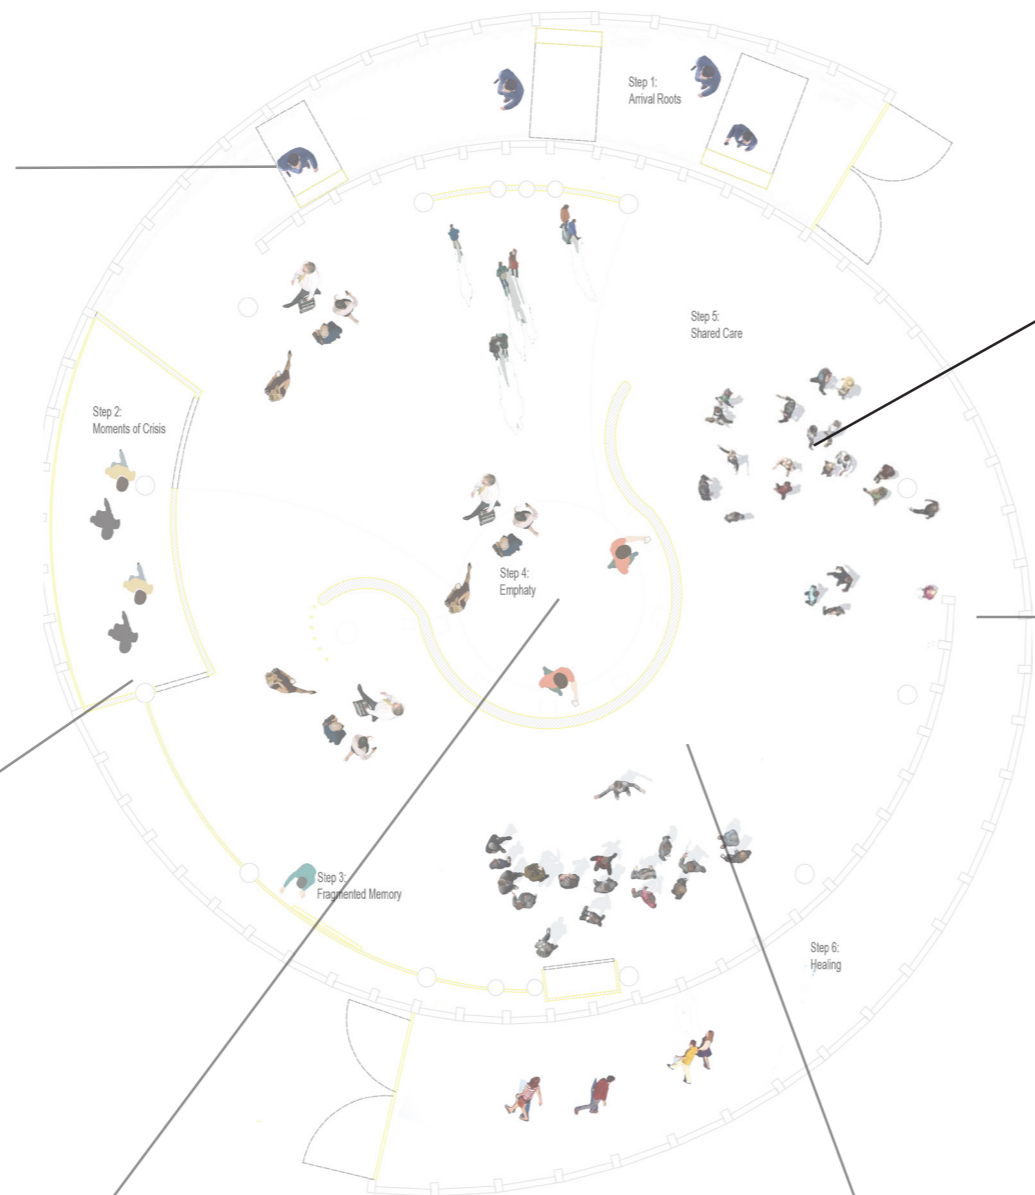 Step 1:
Arrival Roots
Step 2:
Moments of Crisis
Step 3:
Fragmented Memory
Step 4:
Emphaty
Step 5:
Shared Care
Step 6:
Healing